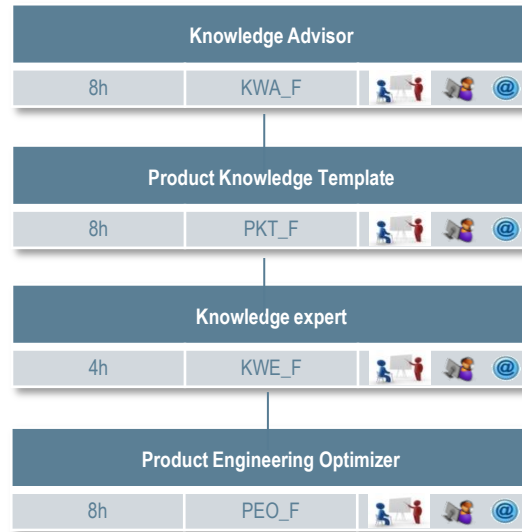 Knowledge Advisor
8h KWA_F @
Product Knowledge Template
8h PKT_F @
Knowledge expert
4h KWE_F @
Product Engineering Optimizer
8h PEO_F @